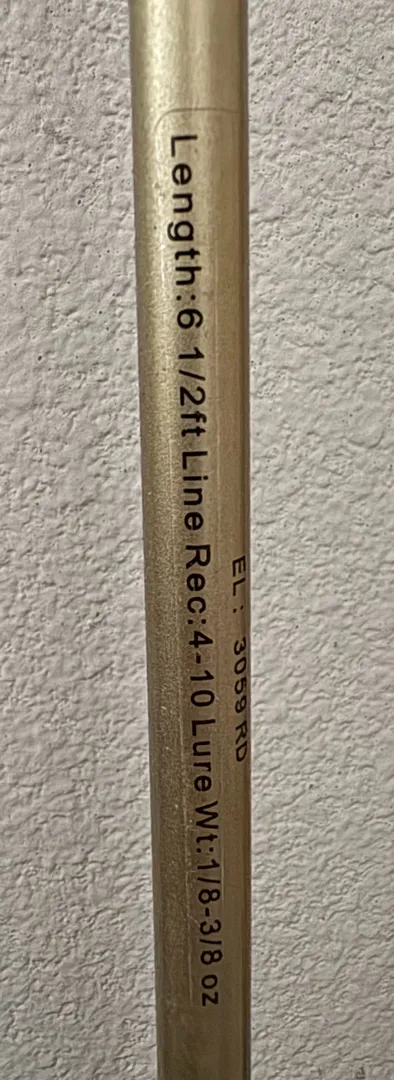 Length:6 1/2ft Line Rec:4-10 Lure Wt:1/8-3/8 oz
EL: 3059 RD